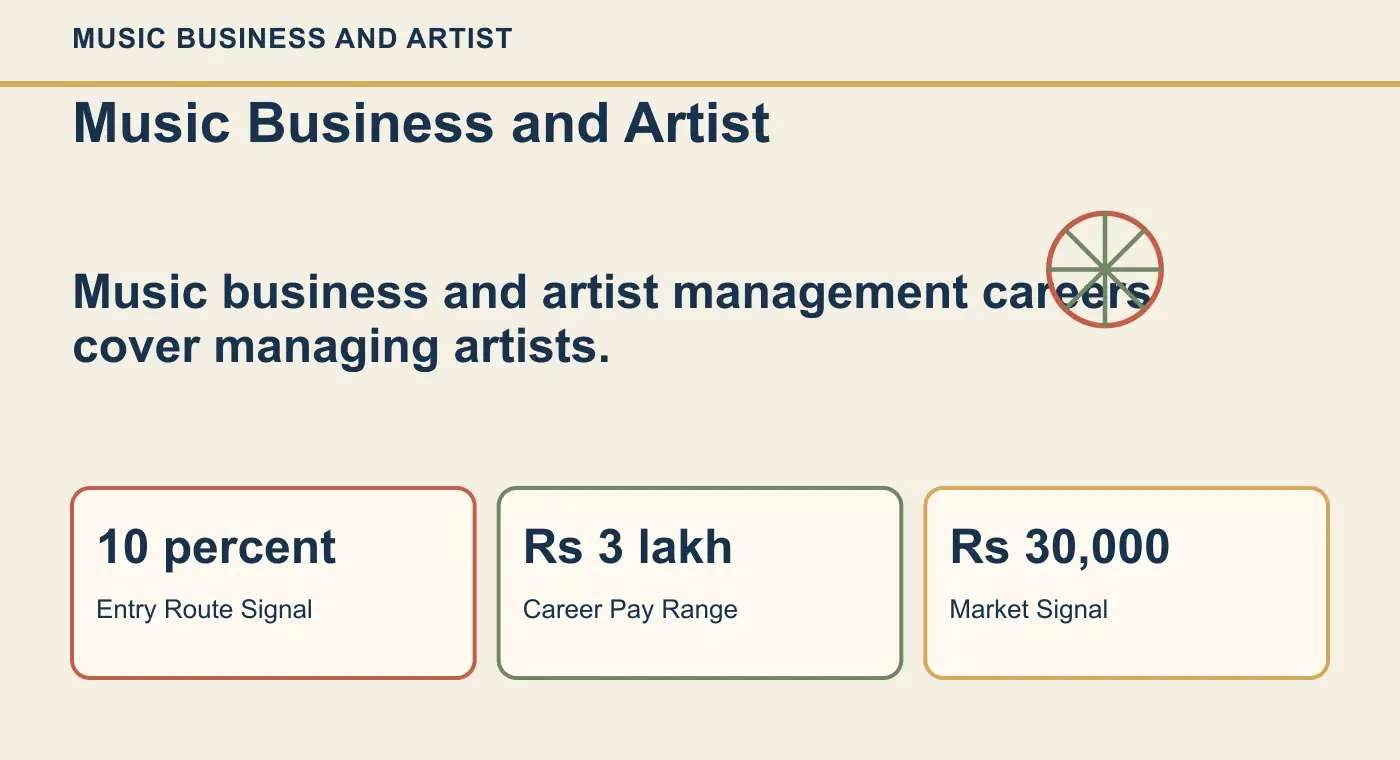 MUSIC BUSINESS AND ARTIST
Music Business and Artist
Music business and artist management careers
cover managing artists.
10 percent
Entry Route Signal
Rs 3 lakh
Career Pay Range
Rs 30,000
Market Signal